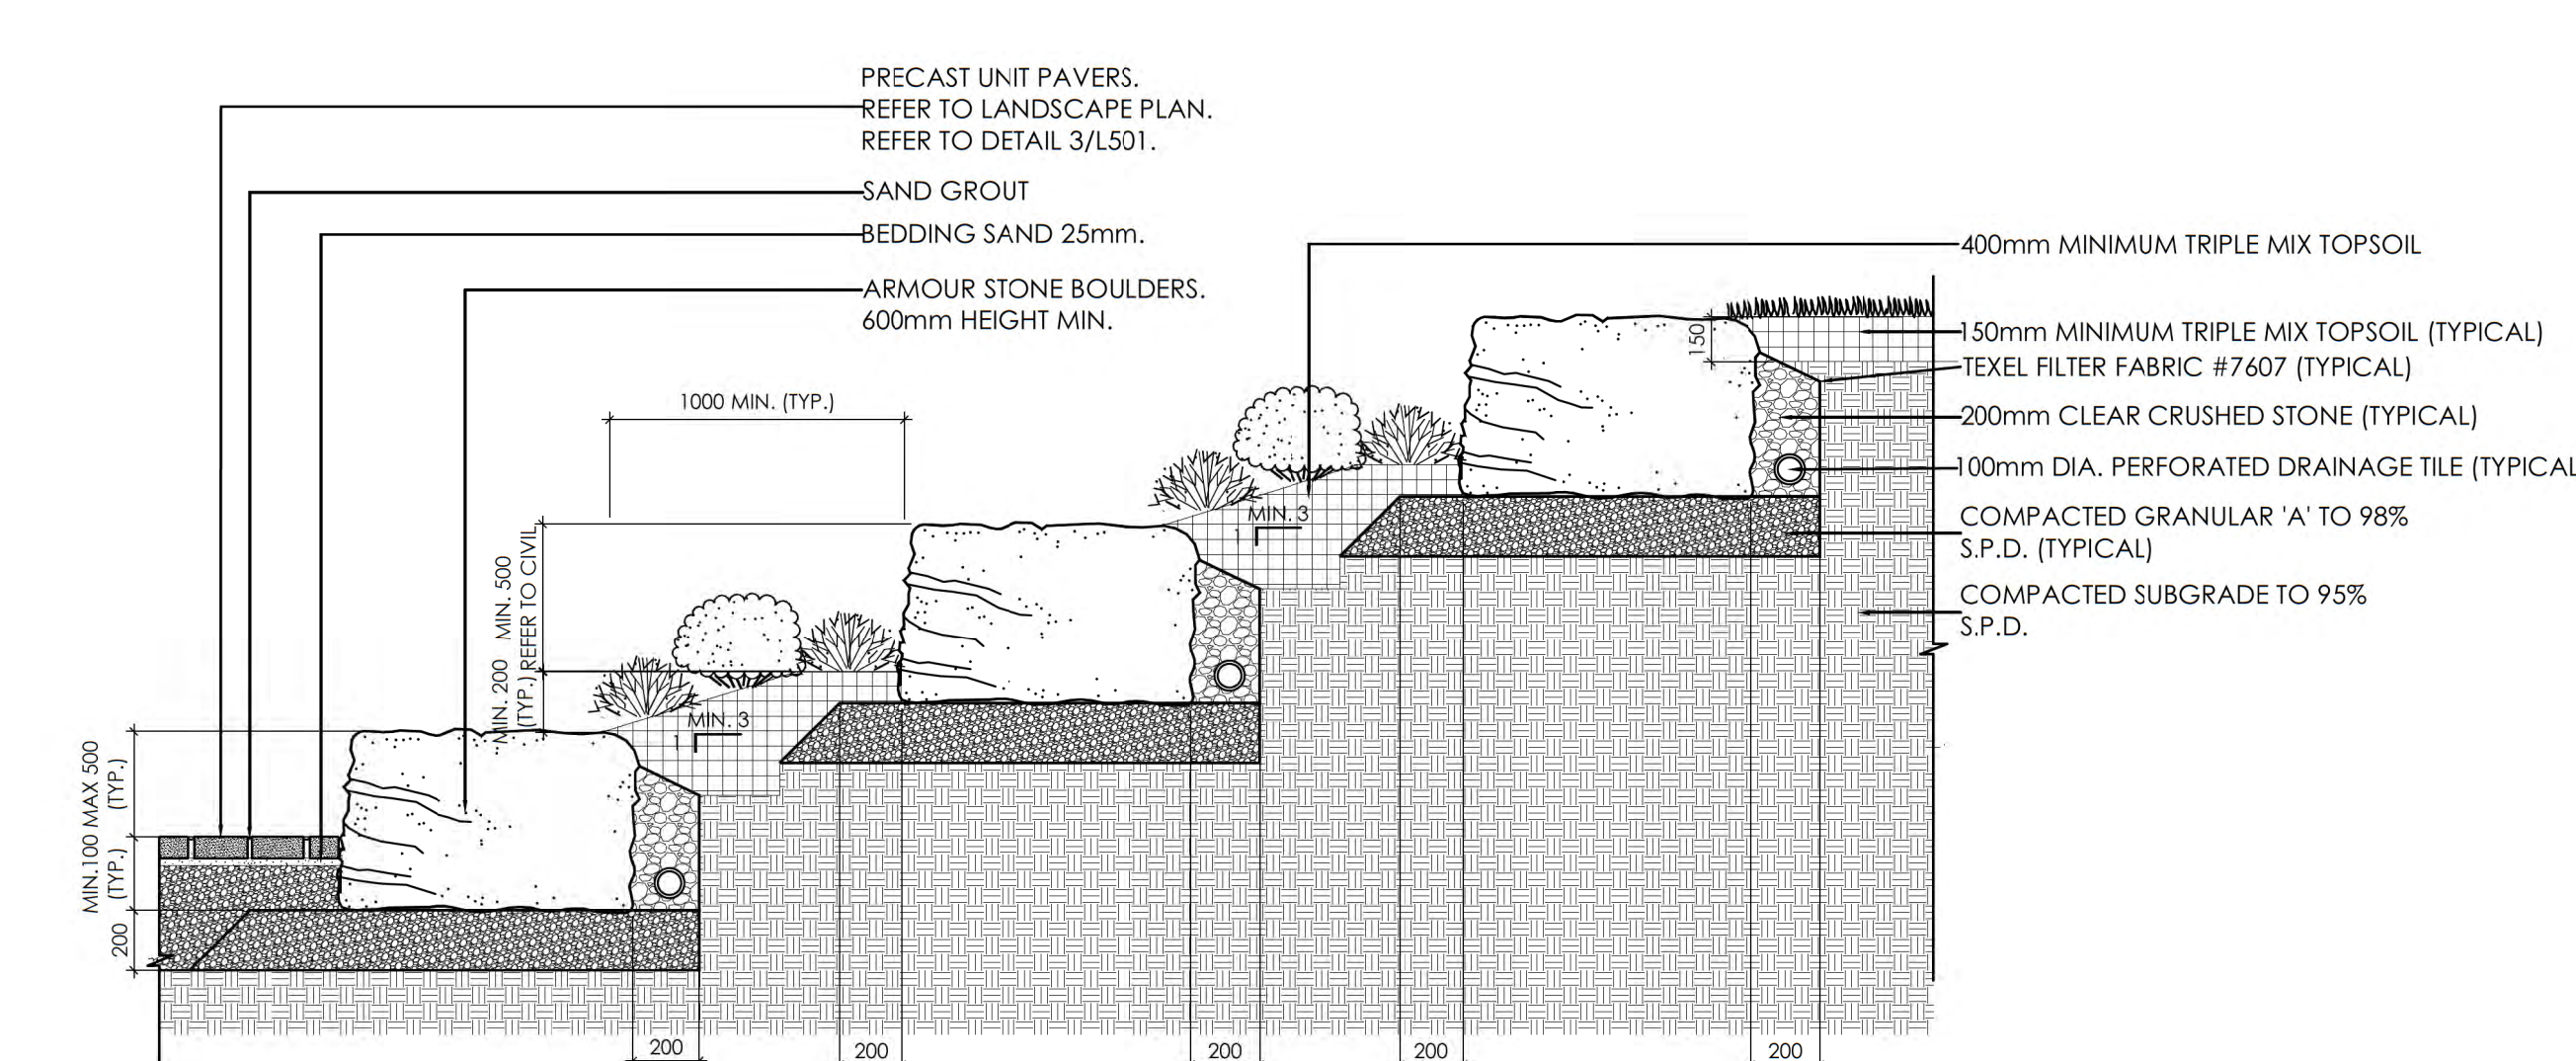 PRECAST UNIT PAVERS.
REFER TO LANDSCAPE PLAN.
REFER TO DETAIL 3/L501.
SAND GROUT
BEDDING SAND 25mm.
ARMOUR STONE BOULDERS.
600mm HEIGHT MIN.
400mm MINIMUM TRIPLE MIX TOPSOIL
150mm MINIMUM TRIPLE MIX TOPSOIL (TYPICAL)
TEXEL FILTER FABRIC #7607 (TYPICAL)
200mm CLEAR CRUSHED STONE (TYPICAL)
100mm DIA. PERFORATED DRAINAGE TILE (TYPICAL
COMPACTED GRANULAR 'A' TO 98%
S.P.D. (TYPICAL)
COMPACTED SUBGRADE TO 95%
S.P.D.
150
1000 MIN. (TYP.)
MIN. 200 MIN. 500
(TYP.) REFER TO CIVIL
MIN. 3
1
MIN. 3
1
MIN.100 MAX 500
(TYP.) (TYP.)
200
200
200
200
200
200